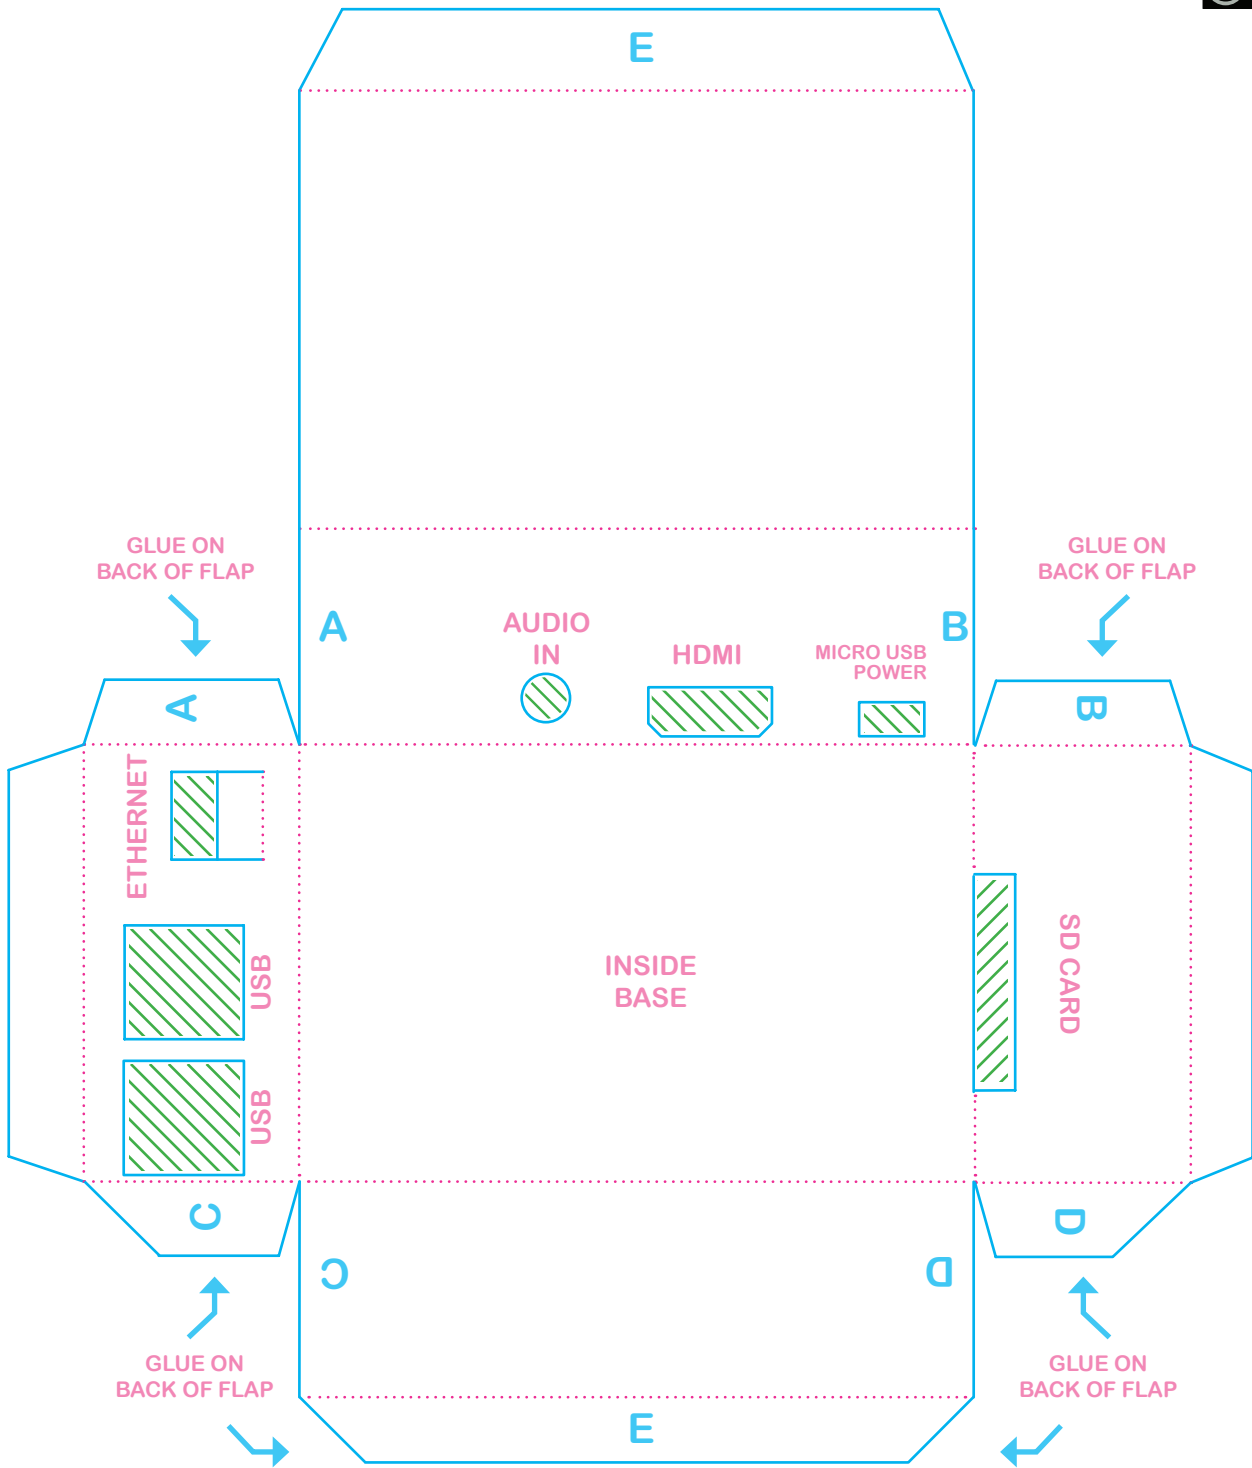 E
GLUE ON
BACK OF FLAP
GLUE ON
BACK OF FLAP
A
AUDIO
IN
HDMI
MICRO USB
POWER
B
A
B
ETHERNET
USB
USB
INSIDE
BASE
SD CARD
C
D
C
D
GLUE ON
BACK OF FLAP
GLUE ON
BACK OF FLAP
E